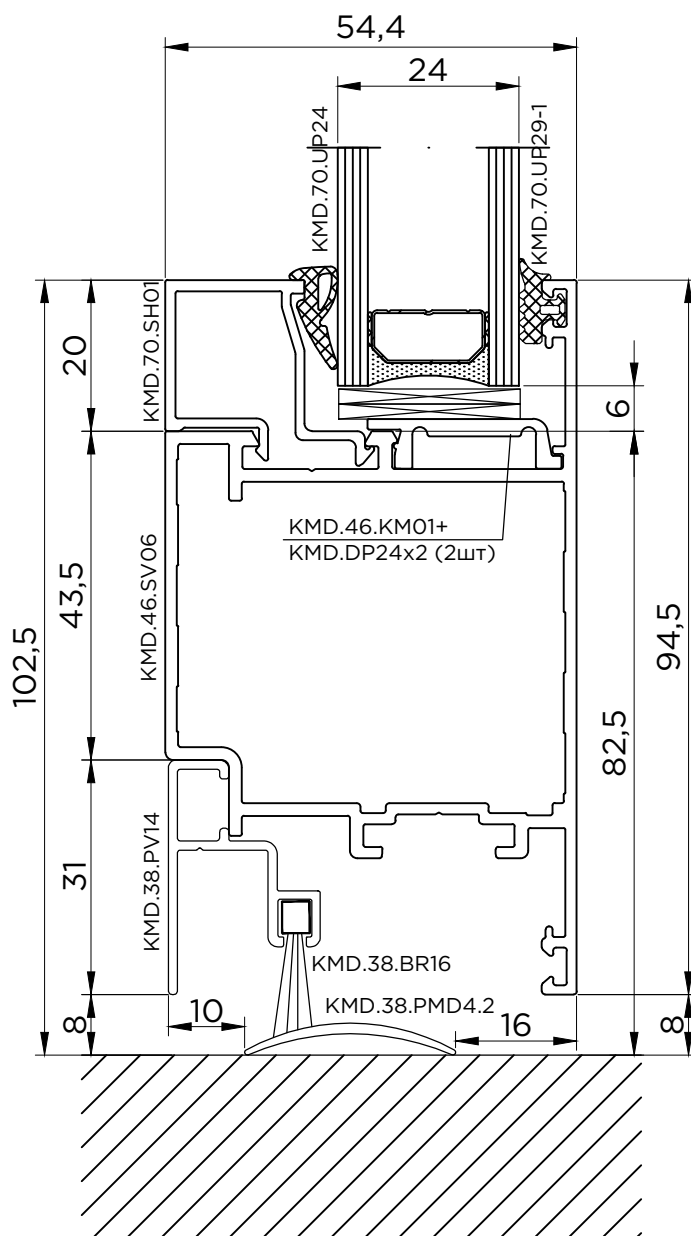 54,4
24
KMD.70.UP24
KMD.70.UP29-1
KMD.70.SH01
20
6
KMD.46.KM01+
KMD.DP24x2 (2шт)
KMD.46.SV06
43,5
102,5
94,5
82,5
KMD.38.PV14
31
KMD.38.BR16
KMD.38.PMD4.2
8
10
16
8